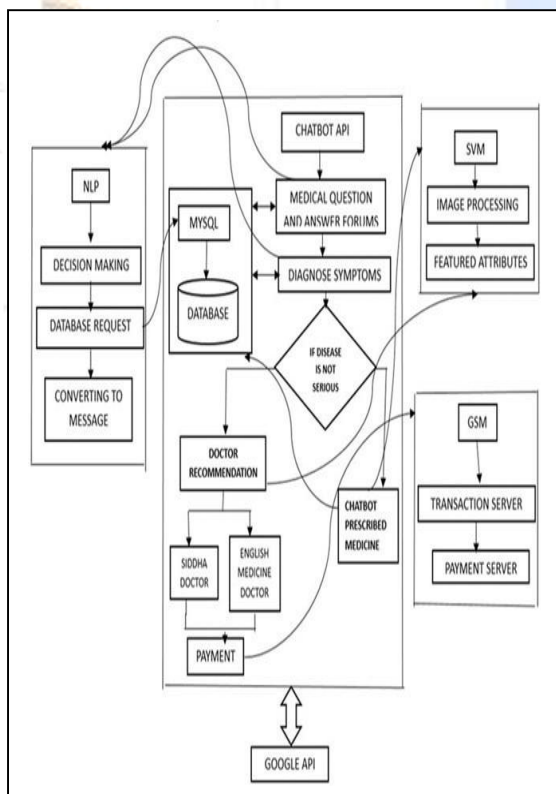 NLP
DECISION MAKING
DATABASE REQUEST
CONVERTING TO
MESSAGE
CHATBOT API
MEDICAL QUESTION
AND ANSWER FORUMS
MYSQL
DATABASE
DIAGNOSE SYMPTOMS
IF DISEASE
IS NOT
SERIOUS
DOCTOR
RECOMMENDATION
CHATBOT
PRESCRIBED
MEDICINE
SIDDHA
DOCTOR
ENGLISH
MEDICINE
DOCTOR
PAYMENT
SVM
IMAGE PROCESSING
FEATURED ATTRIBUTES
GSM
TRANSACTION SERVER
PAYMENT SERVER
GOOGLE API